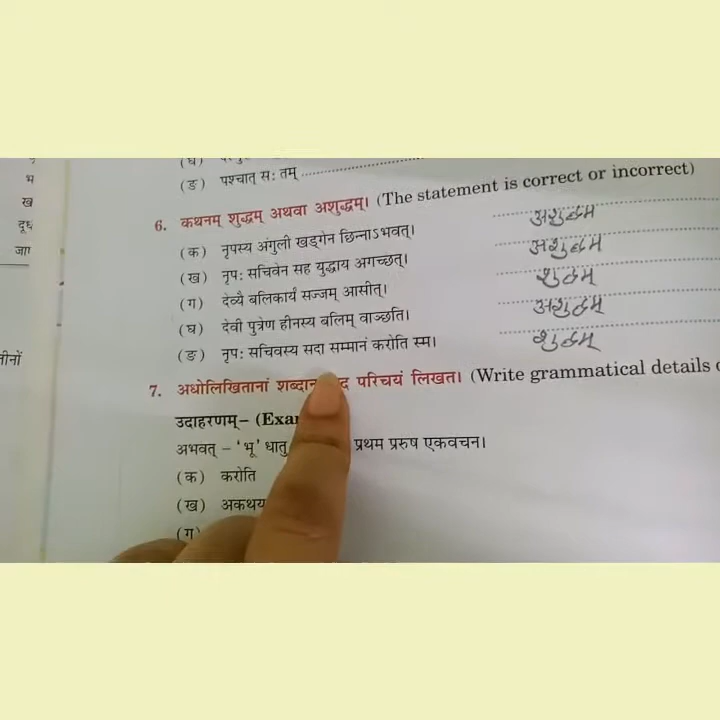 भ
ख
दूध
जा
तीनों
(घ)
(ङ) पश्चात् सः तम् ..........
6. कथनम् शुद्धम् अथवा अशुद्धम्। (The statement is correct or incorrect)
(क) नृपस्य अंगुली खड्गेन छिन्नाऽभवत्। अशुद्धम
(ख) नृपः सचिवेन सह युद्धाय अगच्छत्। अशुद्धम
(ग) देव्यै बलिकार्यं सज्जम् आसीत्। शुद्धम्
(घ) देवी पुत्रेण हीनस्य बलिम् वाञ्छति। अशुद्धम्
(ङ) नृपः सचिवस्य सदा सम्मानं करोति स्म। शुद्धम्
7. अधोलिखितानां परिचयं लिखत। (Write grammatical details
उदाहरणम्– (Exa
अभवत् – 'भू' धातु प्रथम प्ररुष एकवचन।
(क) करोति
(ख) अकथय
(ग)